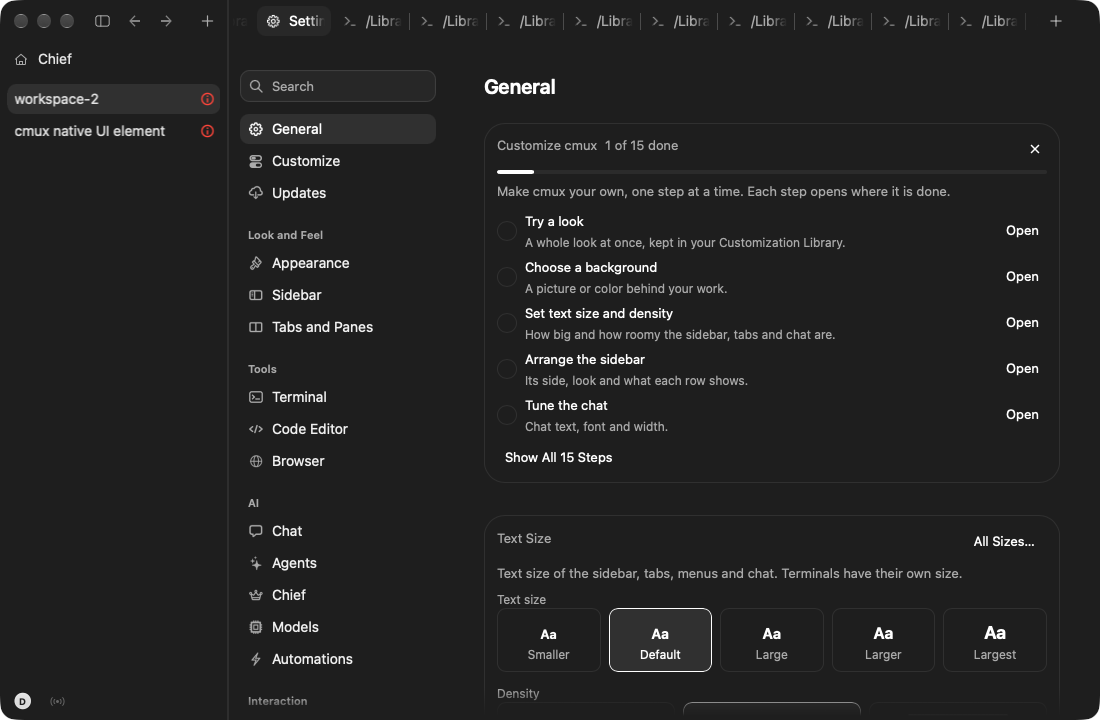 Settin
/Libra
/Libra
/Libra
/Libra
/Libra
/Libra
/Libra
/Libra
/Libra
Chief
workspace-2
cmux native UI element
D
Search
General
Customize
Updates
Look and Feel
Appearance
Sidebar
Tabs and Panes
Tools
Terminal
Code Editor
Browser
AI
Chat
Agents
Chief
Models
Automations
Interaction
General
Customize cmux 1 of 15 done
Make cmux your own, one step at a time. Each step opens where it is done.
Try a look
A whole look at once, kept in your Customization Library.
Open
Choose a background
A picture or color behind your work.
Open
Set text size and density
How big and how roomy the sidebar, tabs and chat are.
Open
Arrange the sidebar
Its side, look and what each row shows.
Open
Tune the chat
Chat text, font and width.
Open
Show All 15 Steps
Text Size
All Sizes...
Text size of the sidebar, tabs, menus and chat. Terminals have their own size.
Text size
Aa
Smaller
Aa
Default
Aa
Large
Aa
Larger
Aa
Largest
Density